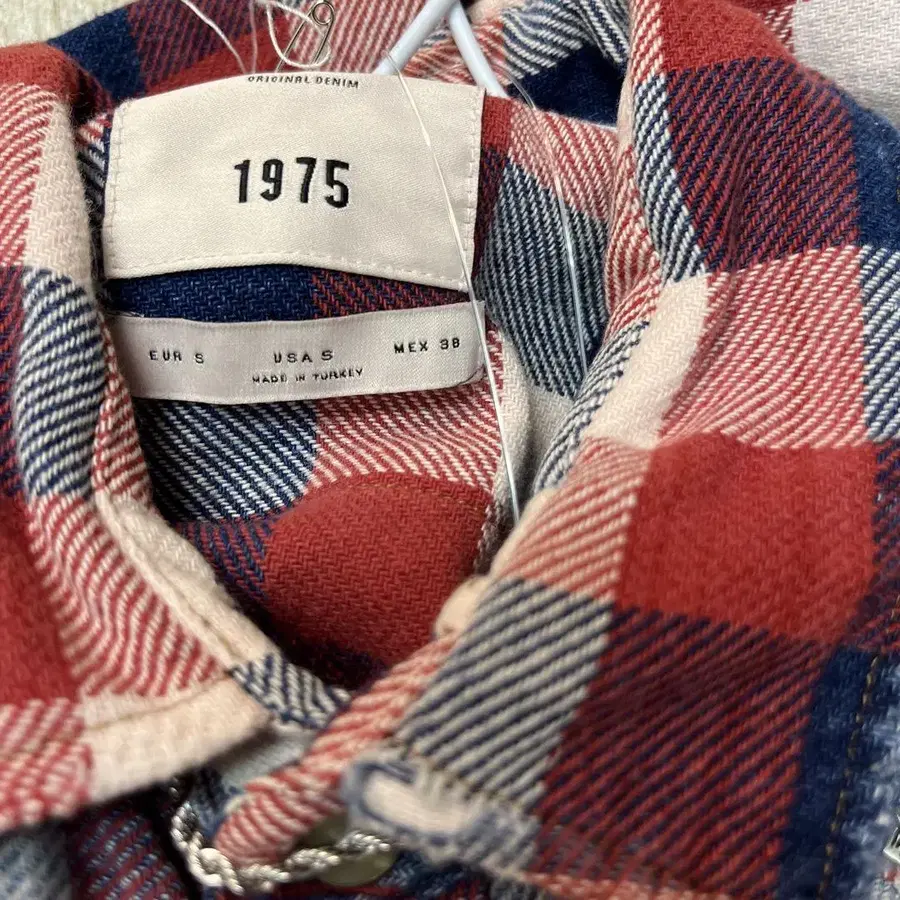 ORIGINAL DENIM
1975
EUR S USA S MEX 38
MADE IN TURKEY